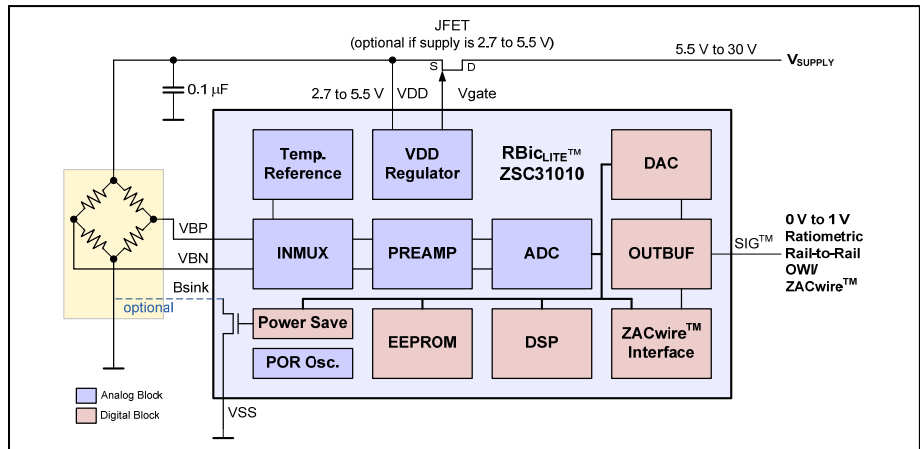 JFET
(optional if supply is 2.7 to 5.5 V)
5.5 V to 30 V
VSUPPLY
S
D
0.1 µF
2.7 to 5.5 V
VDD
Vgate
Temp.
Reference
VDD
Regulator
RBicLITE™
ZSC31010
DAC
VBP
VBN
INMUX
PREAMP
ADC
OUTBUF
SIG™
0 V to 1 V
Ratiometric
Rail-to-Rail
OWI/
ZACwire™
Bsink
optional
Power Save
POR Osc.
EEPROM
DSP
ZACwire™
Interface
Analog Block
Digital Block
VSS